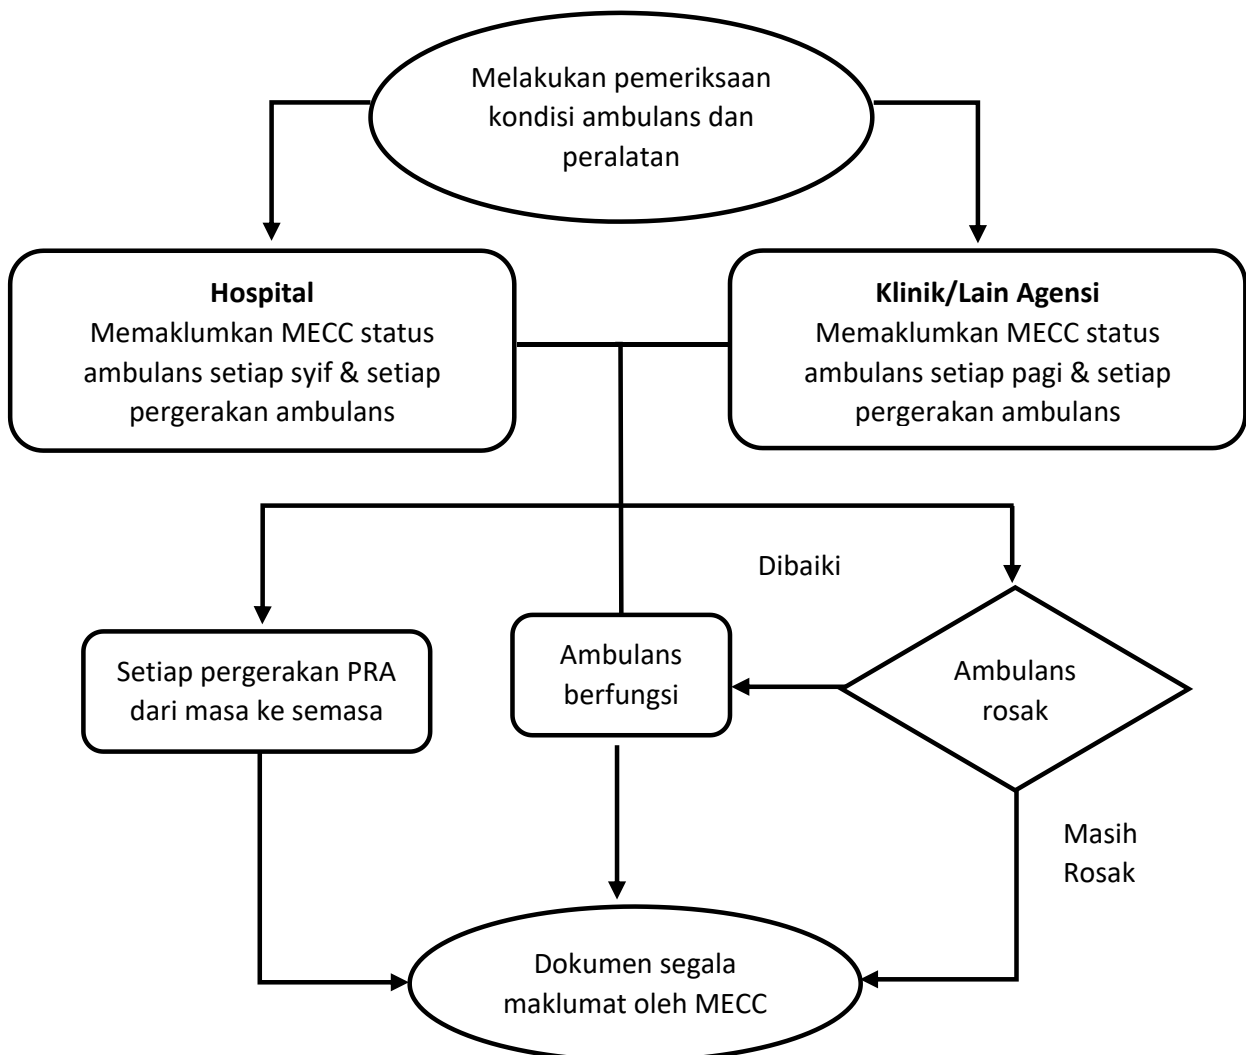 Melakukan pemeriksaan
kondisi ambulans dan
peralatan
Hospital
Memaklumkan MECC status
ambulans setiap syif & setiap
pergerakan ambulans
Klinik/Lain Agensi
Memaklumkan MECC status
ambulans setiap pagi & setiap
pergerakan ambulans
Dibaiki
Setiap pergerakan PRA
dari masa ke semasa
Ambulans
berfungsi
Ambulans
rosak
Masih
Rosak
Dokumen segala
maklumat oleh MECC